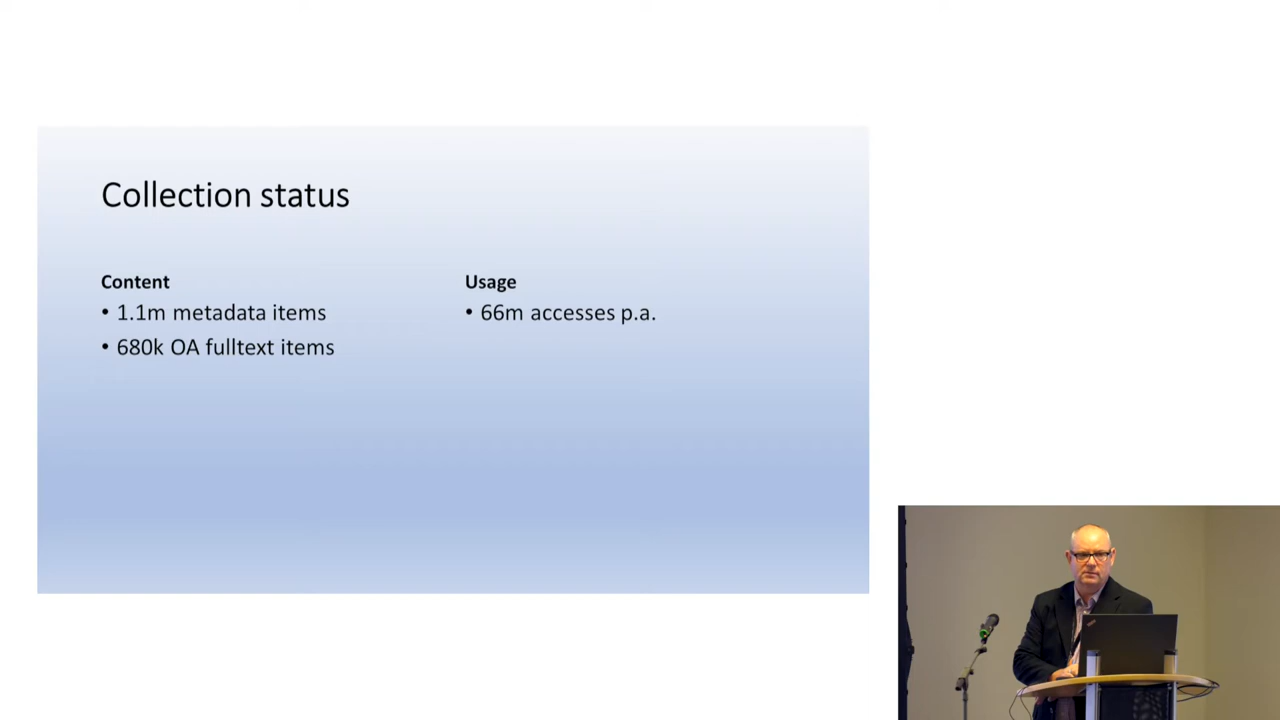 Collection status
Content
• 1.1m metadata items
• 680k OA fulltext items
Usage
• 66m accesses p.a.